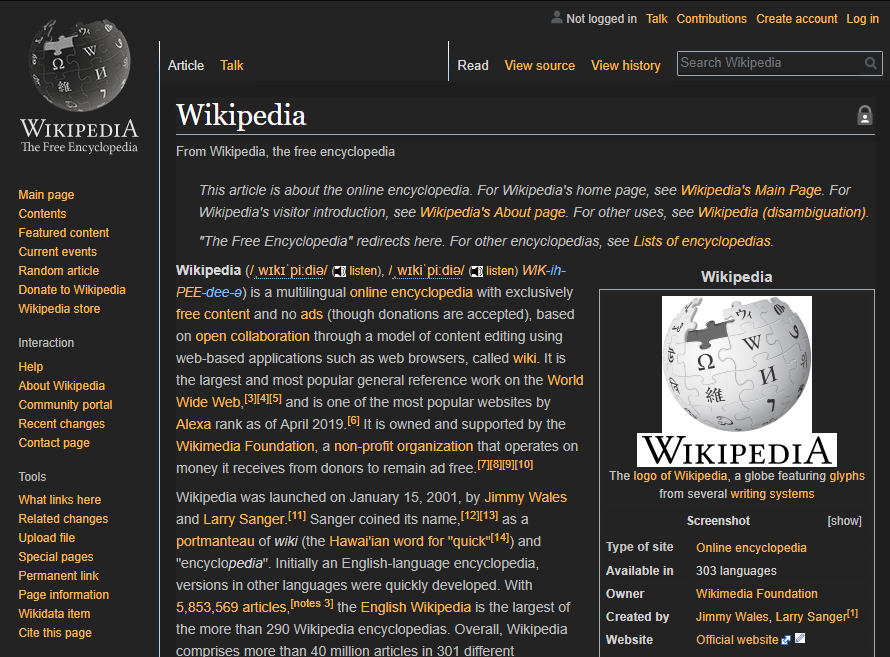 Not logged in Talk Contributions Create account Log in
Article Talk Read View source View history Search Wikipedia
WIKIPEDIA
The Free Encyclopedia
Main page
Contents
Featured content
Current events
Random article
Donate to Wikipedia
Wikipedia store
Interaction
Help
About Wikipedia
Community portal
Recent changes
Contact page
Tools
What links here
Related changes
Upload file
Special pages
Permanent link
Page information
Wikidata item
Cite this page
Wikipedia
From Wikipedia, the free encyclopedia
This article is about the online encyclopedia. For Wikipedia's home page, see Wikipedia's Main Page. For
Wikipedia's visitor introduction, see Wikipedia's About page. For other uses, see Wikipedia (disambiguation).
"The Free Encyclopedia" redirects here. For other encyclopedias, see Lists of encyclopedias.
Wikipedia (/ˌwɪkɪˈpiːdiə/ (listen), /ˌwɪkiˈpiːdiə/ (listen) WIK-ih-
PEE-dee-ə) is a multilingual online encyclopedia with exclusively
free content and no ads (though donations are accepted), based
on open collaboration through a model of content editing using
web-based applications such as web browsers, called wiki. It is
the largest and most popular general reference work on the World
Wide Web,[3][4][5] and is one of the most popular websites by
Alexa rank as of April 2019.[6] It is owned and supported by the
Wikimedia Foundation, a non-profit organization that operates on
money it receives from donors to remain ad free.[7][8][9][10]
Wikipedia was launched on January 15, 2001, by Jimmy Wales
and Larry Sanger.[11] Sanger coined its name,[12][13] as a
portmanteau of wiki (the Hawai'ian word for "quick"[14]) and
"encyclopedia". Initially an English-language encyclopedia,
versions in other languages were quickly developed. With
5,853,569 articles,[notes 3] the English Wikipedia is the largest of
the more than 290 Wikipedia encyclopedias. Overall, Wikipedia
comprises more than 40 million articles in 301 different
Wikipedia
Ω W И 維 ウィ
WIKIPEDIA
The logo of Wikipedia, a globe featuring glyphs
from several writing systems
Screenshot [show]
Type of site Online encyclopedia
Available in 303 languages
Owner Wikimedia Foundation
Created by Jimmy Wales, Larry Sanger[1]
Website Official website